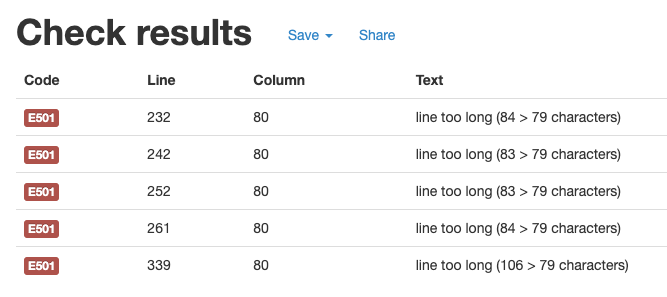 Check results Save Share
Code Line Column Text
E501 232 80 line too long (84 > 79 characters)
E501 242 80 line too long (83 > 79 characters)
E501 252 80 line too long (83 > 79 characters)
E501 261 80 line too long (84 > 79 characters)
E501 339 80 line too long (106 > 79 characters)